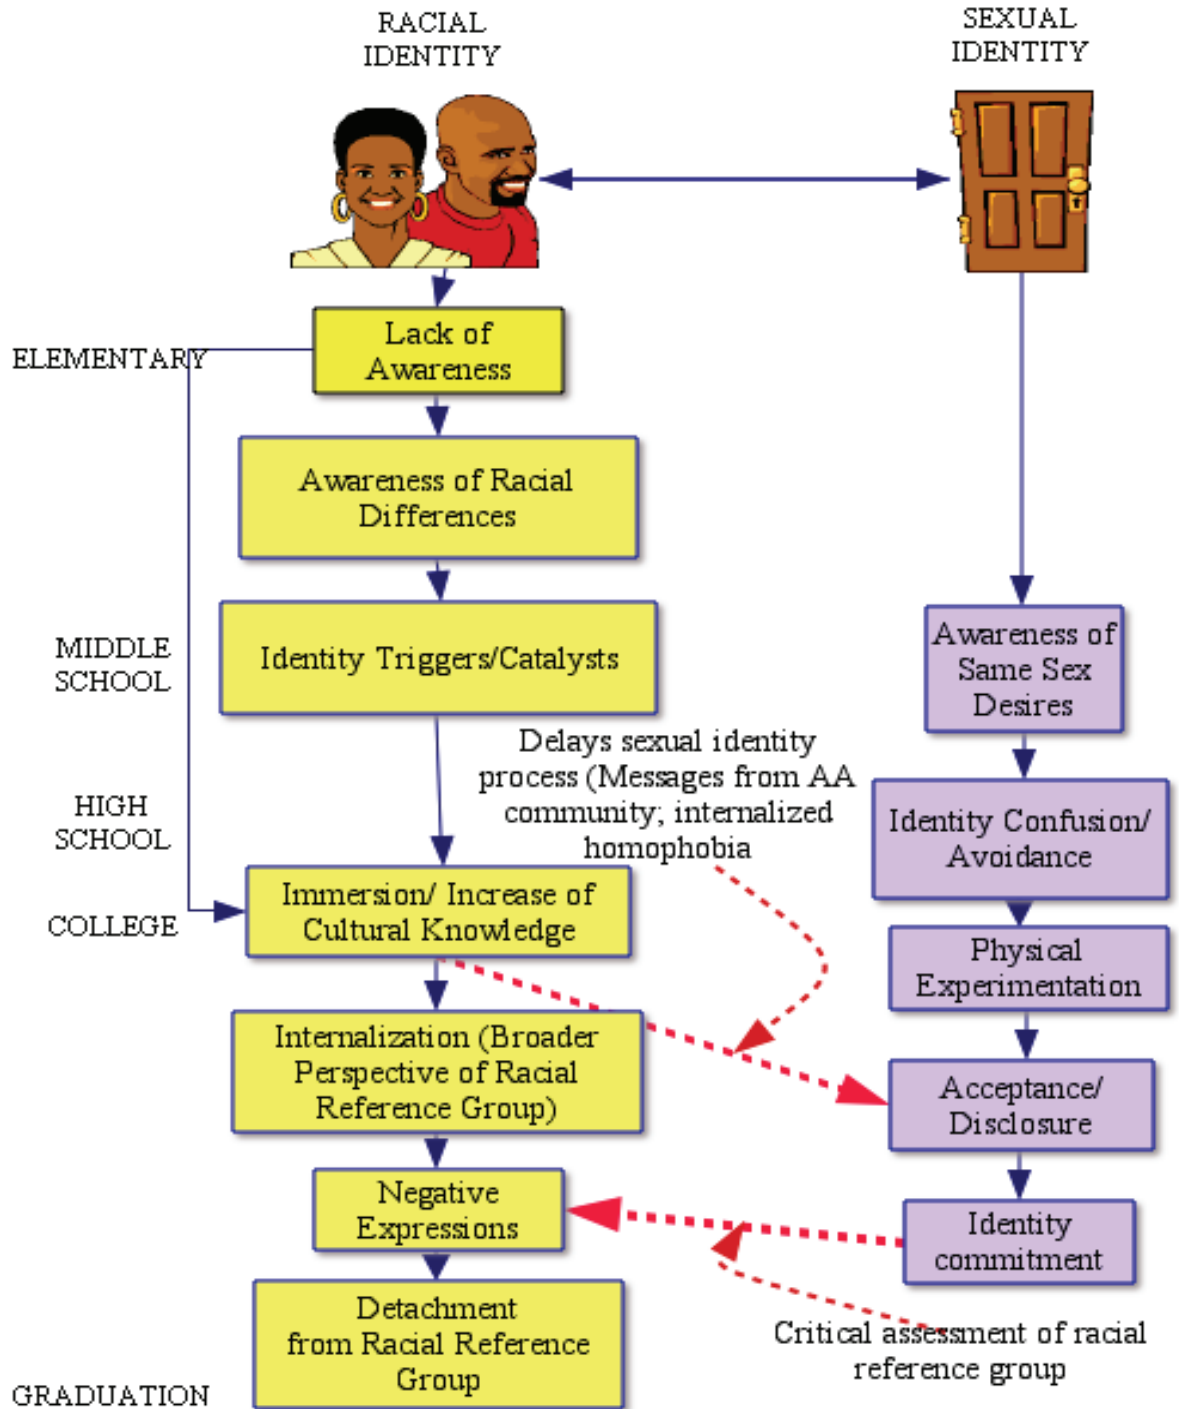 RACIAL
IDENTITY
SEXUAL
IDENTITY
ELEMENTARY
Lack of
Awareness
Awareness of Racial
Differences
MIDDLE
SCHOOL
Identity Triggers/Catalysts
Awareness of
Same Sex
Desires
Delays sexual identity
process (Messages from AA
community; internalized
homophobia
HIGH
SCHOOL
Identity Confusion/
Avoidance
COLLEGE
Immersion/ Increase of
Cultural Knowledge
Physical
Experimentation
Internalization (Broader
Perspective of Racial
Reference Group)
Acceptance/
Disclosure
Negative
Expressions
Identity
commitment
Detachment
from Racial Reference
Group
Critical assessment of racial
reference group
GRADUATION